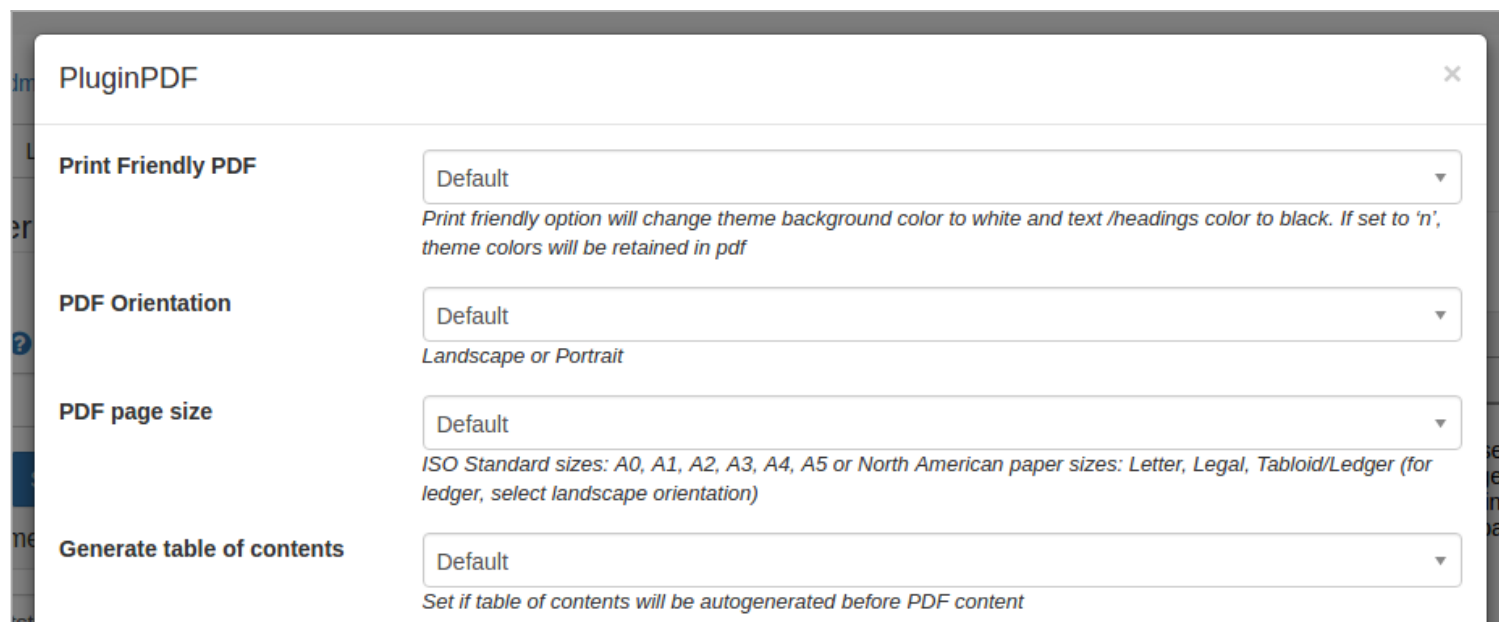 PluginPDF ×
Print Friendly PDF
Default
Print friendly option will change theme background color to white and text /headings color to black. If set to ‘n’,
theme colors will be retained in pdf
PDF Orientation
Default
Landscape or Portrait
PDF page size
Default
ISO Standard sizes: A0, A1, A2, A3, A4, A5 or North American paper sizes: Letter, Legal, Tabloid/Ledger (for
ledger, select landscape orientation)
Generate table of contents
Default
Set if table of contents will be autogenerated before PDF content